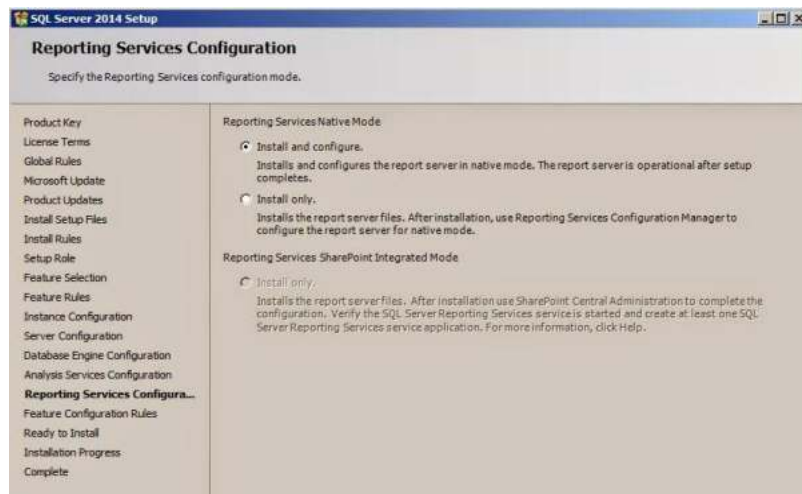 SQL Server 2014 Setup
Reporting Services Configuration
Specify the Reporting Services configuration mode.
Product Key
License Terms
Global Rules
Microsoft Update
Product Updates
Install Setup Files
Install Rules
Setup Role
Feature Selection
Feature Rules
Instance Configuration
Server Configuration
Database Engine Configuration
Analysis Services Configuration
Reporting Services Configura...
Feature Configuration Rules
Ready to Install
Installation Progress
Complete
Reporting Services Native Mode
Install and configure.
Installs and configures the report server in native mode. The report server is operational after setup
completes.
Install only.
Installs the report server files. After installation, use Reporting Services Configuration Manager to
configure the report server for native mode.
Reporting Services SharePoint Integrated Mode
Install only.
Installs the report server files. After installation use SharePoint Central Administration to complete the
configuration. Verify the SQL Server Reporting Services service is started and create at least one SQL
Server Reporting Services service application. For more information, click Help.